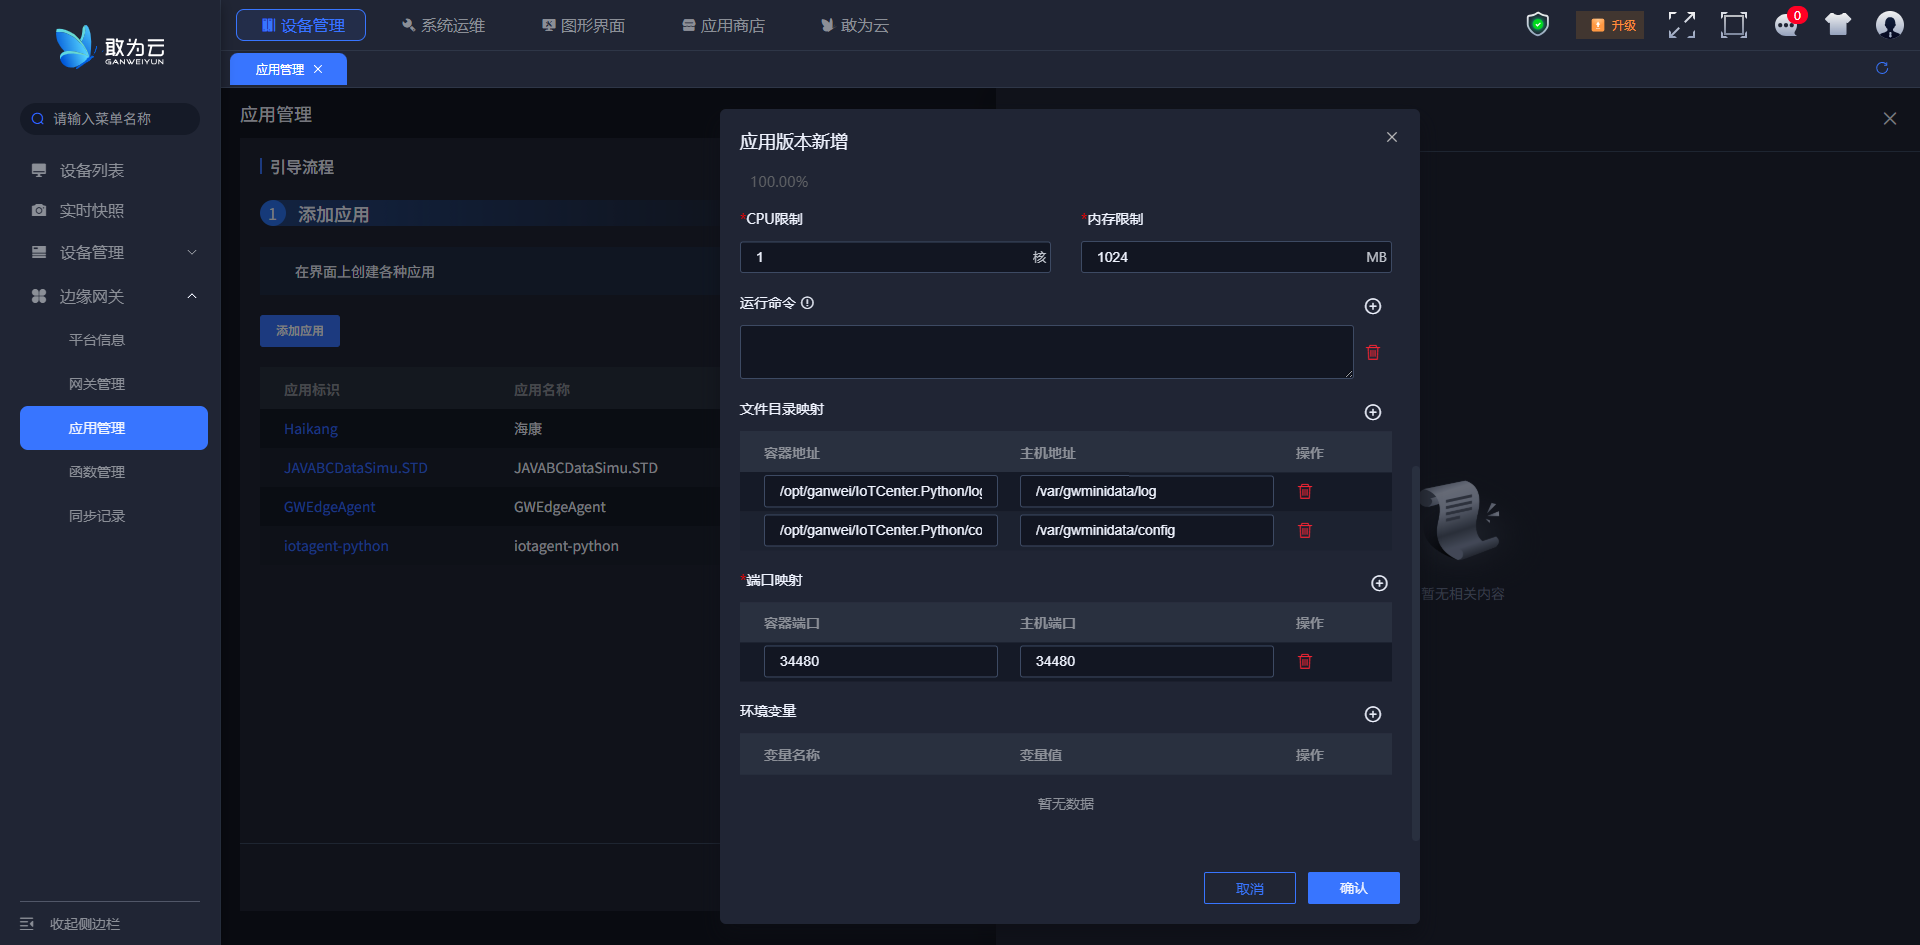 敢为云
GANWEIYUN
设备管理
系统运维
图形界面
应用商店
敢为云
升级
0
应用管理
请输入菜单名称
设备列表
实时快照
设备管理
边缘网关
平台信息
网关管理
应用管理
函数管理
同步记录
收起侧边栏
应用管理
引导流程
1 添加应用
在界面上创建各种应用
添加应用
应用标识 应用名称
Haikang 海康
JAVABCDataSimu.STD JAVABCDataSimu.STD
GWEdgeAgent GWEdgeAgent
iotagent-python iotagent-python
应用版本新增
100.00%
*CPU限制 *内存限制
1 核 1024 MB
运行命令
文件目录映射
容器地址 主机地址 操作
/opt/ganwei/IoTCenter.Python/log /var/gwminidata/log
/opt/ganwei/IoTCenter.Python/co /var/gwminidata/config
*端口映射
容器端口 主机端口 操作
34480 34480
环境变量
变量名称 变量值 操作
暂无数据
取消 确认
暂无相关内容